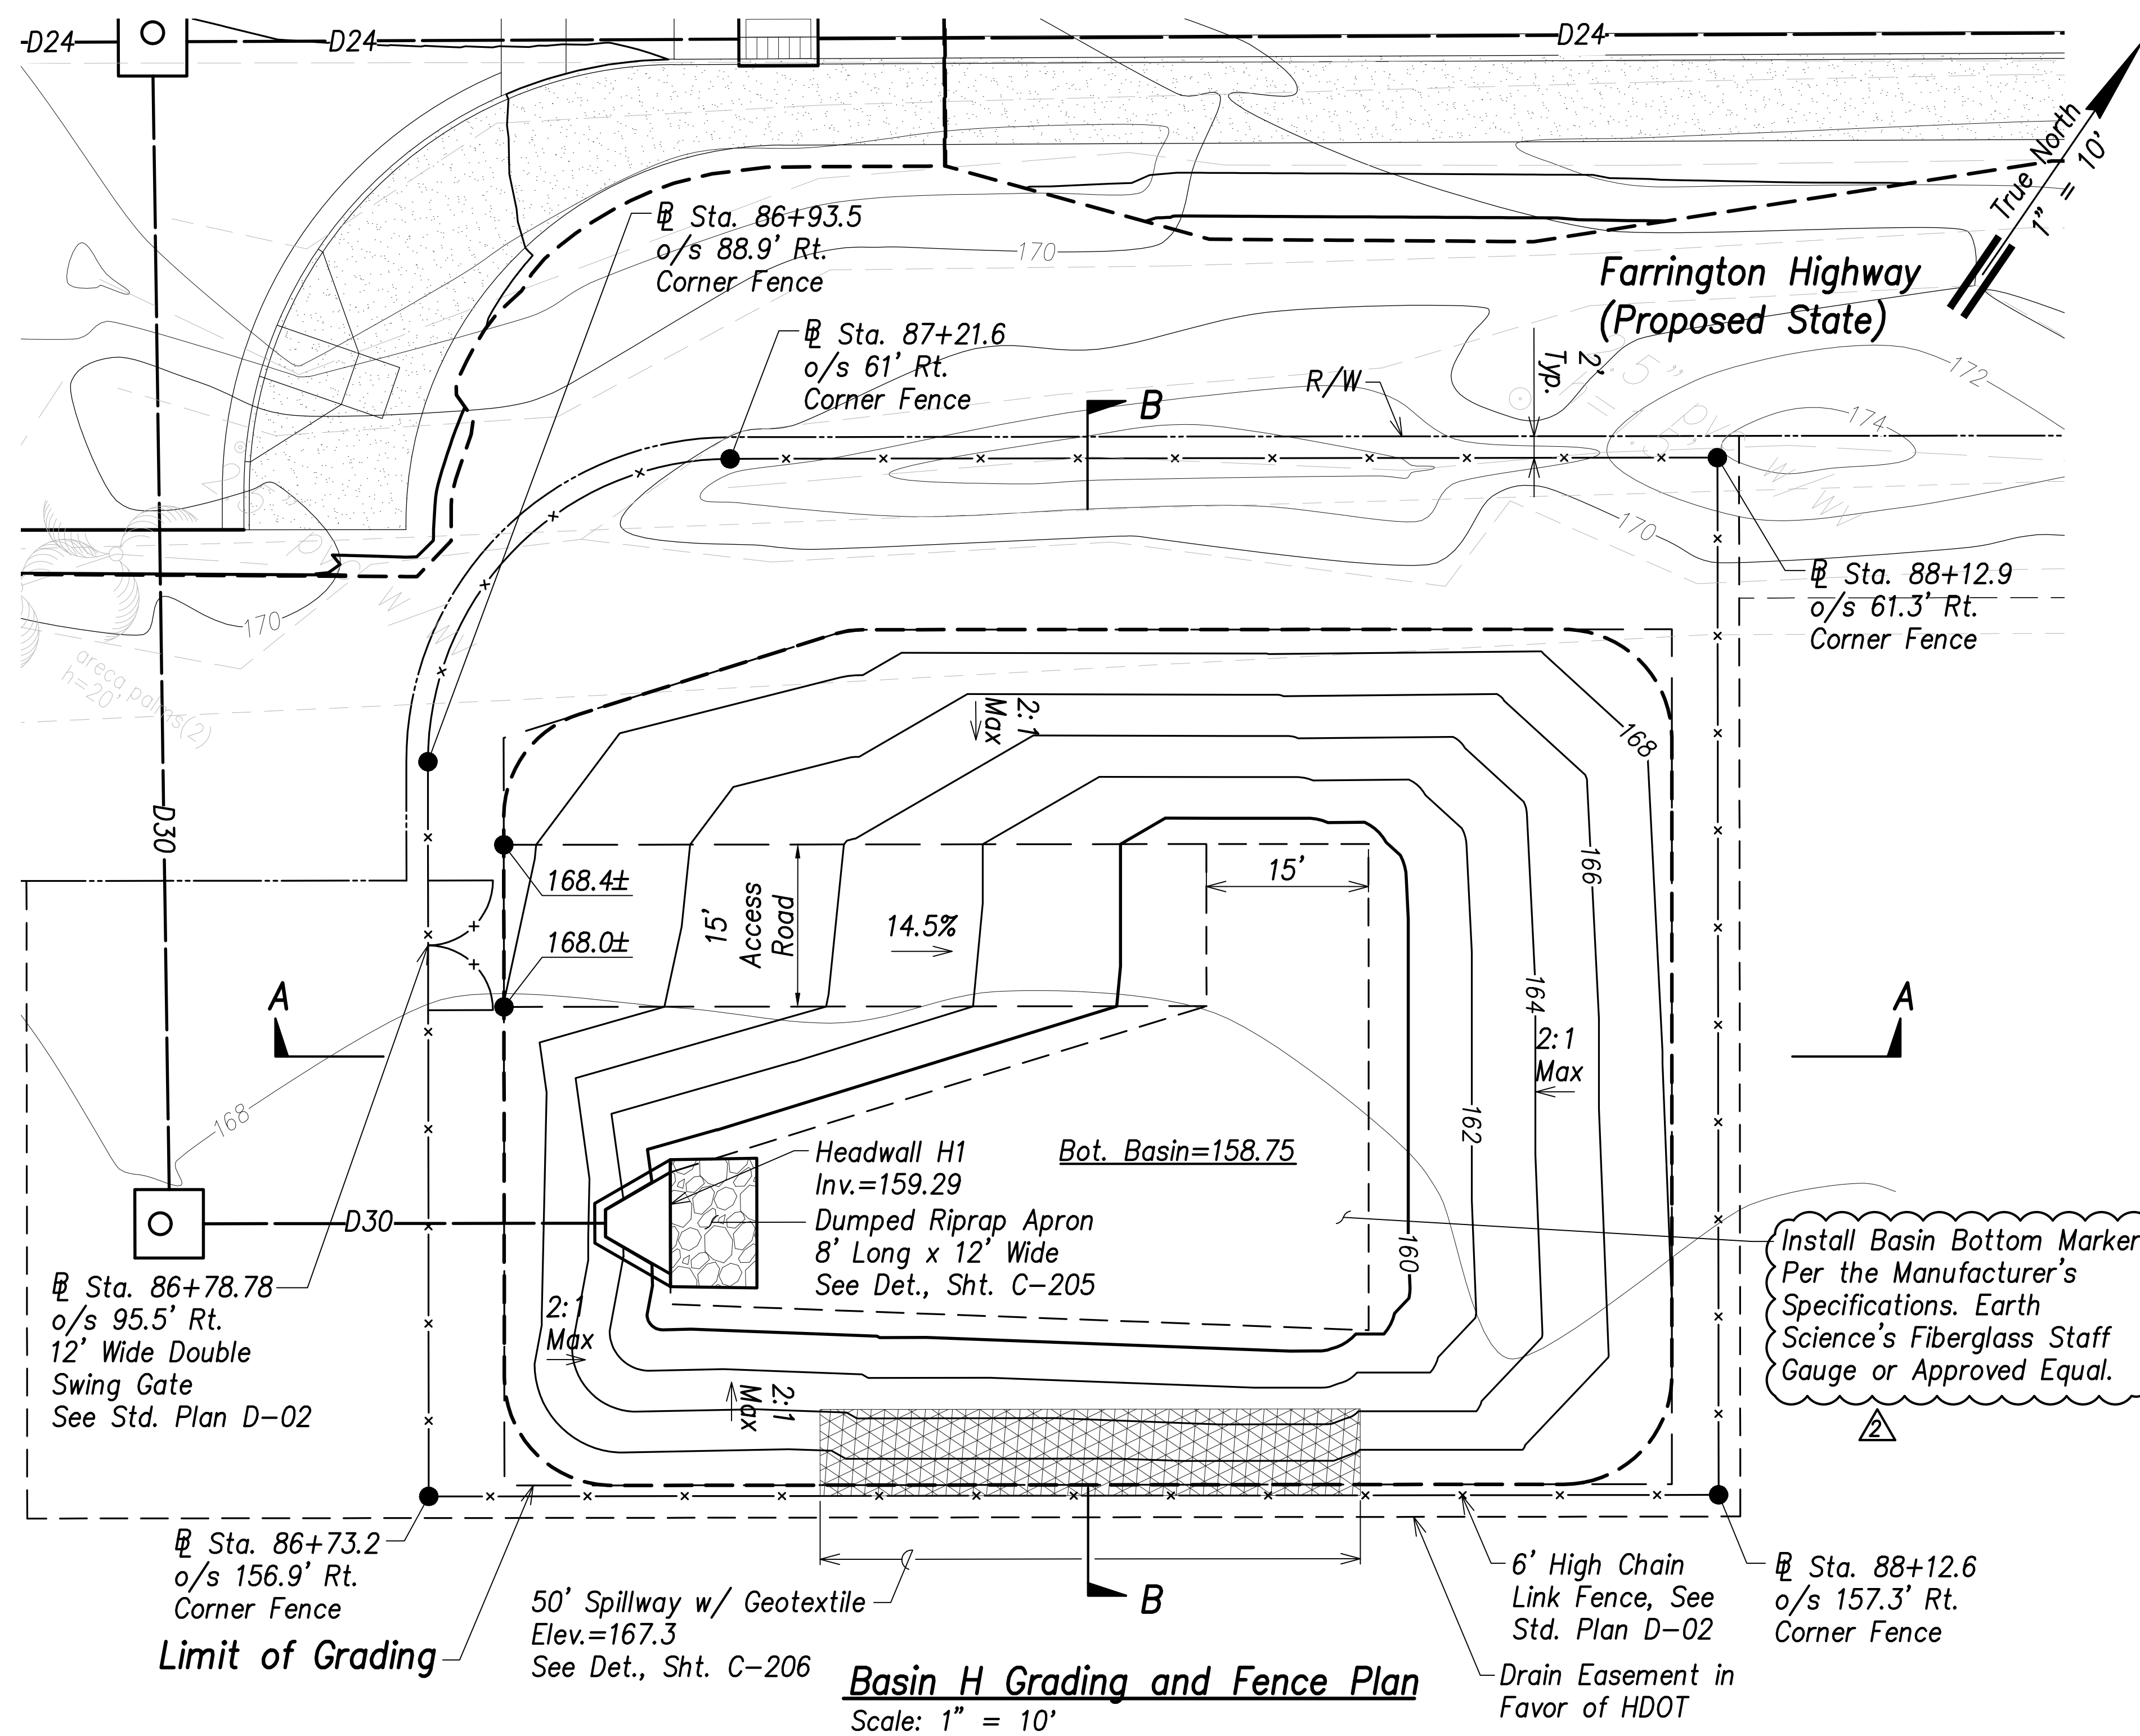 D24
D24
D24
True North
1" = 10'
℄ Sta. 86+93.5
o/s 88.9' Rt.
Corner Fence
170
Farrington Highway
(Proposed State)
℄ Sta. 87+21.6
o/s 61' Rt.
Corner Fence
2'
Typ.
R/W
B
172
174
170
170
℄ Sta. 88+12.9
o/s 61.3' Rt.
Corner Fence
areca palms(2)
h=20'
2:1
Max
168
D30
168.4±
15'
Access
Road
14.5%
15'
166
168.0±
A
A
164
2:1
Max
168
162
Headwall H1
Inv.=159.29
Bot. Basin=158.75
D30
Dumped Riprap Apron
8' Long x 12' Wide
See Det., Sht. C-205
160
Install Basin Bottom Marker
Per the Manufacturer's
Specifications. Earth
Science's Fiberglass Staff
Gauge or Approved Equal.
2
℄ Sta. 86+78.78
o/s 95.5' Rt.
12' Wide Double
Swing Gate
See Std. Plan D-02
2:1
Max
2:1
Max
℄ Sta. 86+73.2
o/s 156.9' Rt.
Corner Fence
Limit of Grading
50' Spillway w/ Geotextile
Elev.=167.3
See Det., Sht. C-206
B
6' High Chain
Link Fence, See
Std. Plan D-02
℄ Sta. 88+12.6
o/s 157.3' Rt.
Corner Fence
Drain Easement in
Favor of HDOT
Basin H Grading and Fence Plan
Scale: 1" = 10'